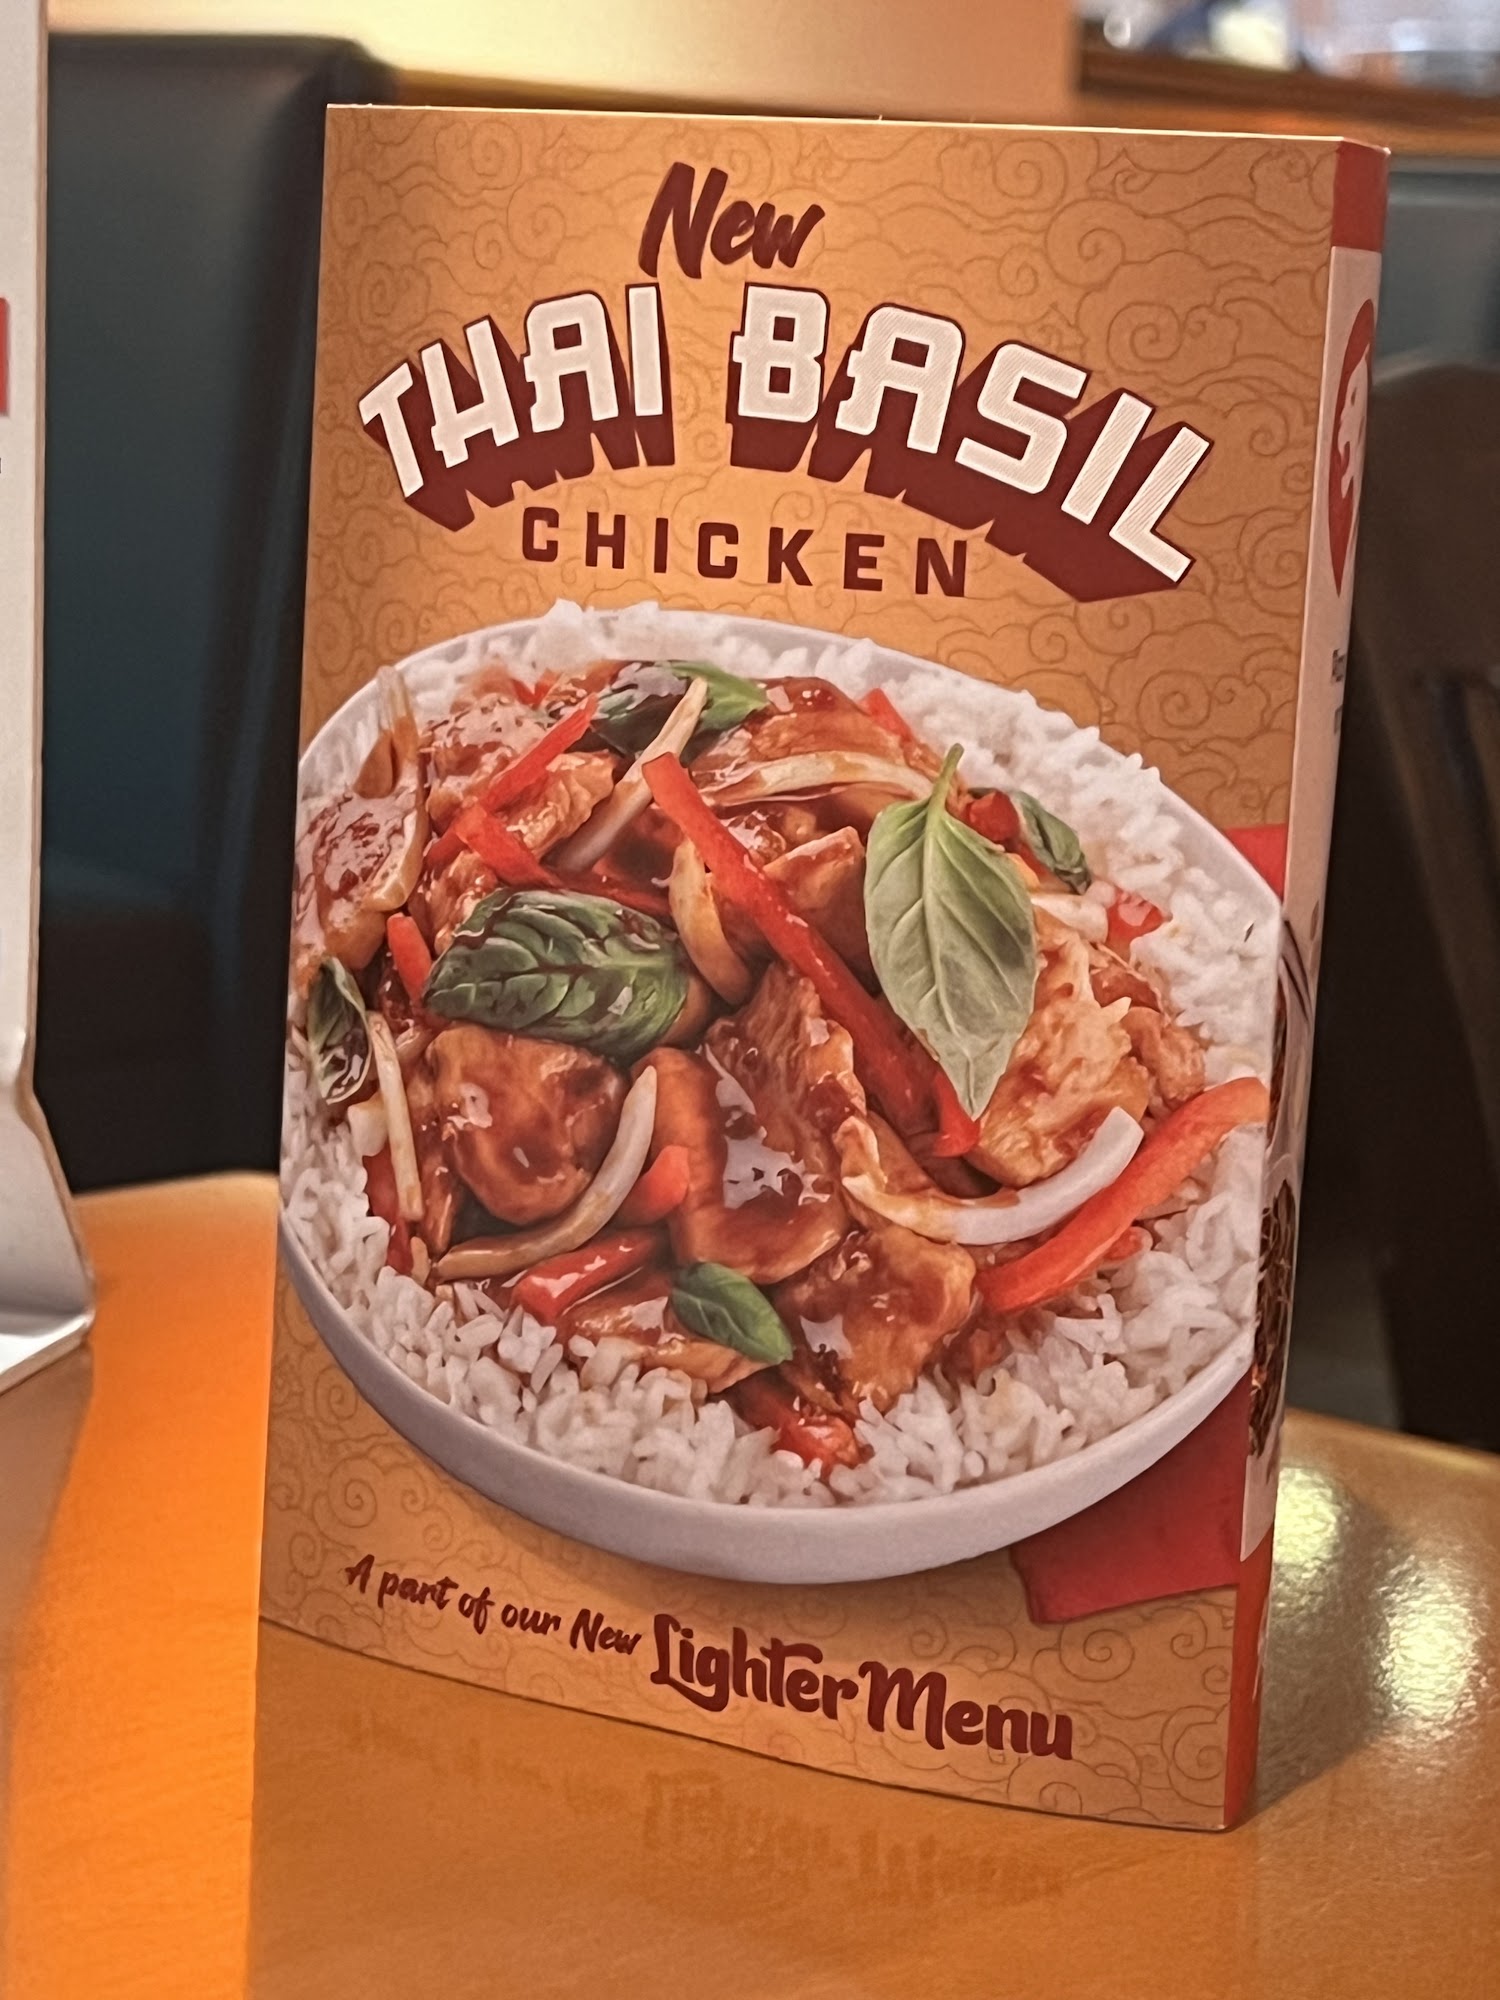 New
THAI BASIL
CHICKEN
A part of our New Lighter Menu